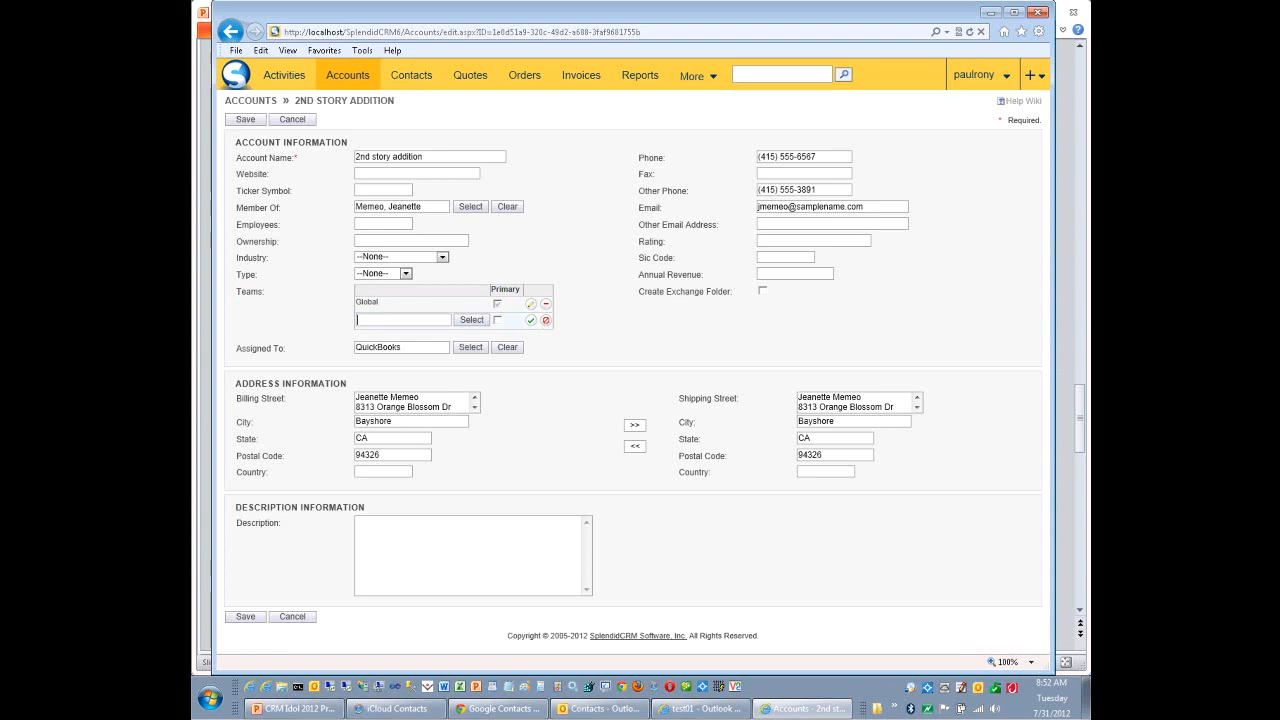 http://localhost/SplendidCRM6/Accounts/edit.aspx?ID=1e0d51a9-320c-49d2-a688-3faf9681755b
File Edit View Favorites Tools Help
Activities Accounts Contacts Quotes Orders Invoices Reports More paulrony
ACCOUNTS » 2ND STORY ADDITION Help Wiki
Save Cancel * Required.
ACCOUNT INFORMATION
Account Name:* 2nd story addition Phone: (415) 555-6567
Website: Fax:
Ticker Symbol: Other Phone: (415) 555-3891
Member Of: Memeo, Jeanette Select Clear Email: jmemeo@samplename.com
Employees: Other Email Address:
Ownership: Rating:
Industry: --None-- Sic Code:
Type: --None-- Annual Revenue:
Teams: Primary Create Exchange Folder:
Global
Select
Assigned To: QuickBooks Select Clear
ADDRESS INFORMATION
Billing Street: Jeanette Memeo Shipping Street: Jeanette Memeo
8313 Orange Blossom Dr 8313 Orange Blossom Dr
City: Bayshore >> City: Bayshore
State: CA << State: CA
Postal Code: 94326 Postal Code: 94326
Country: Country:
DESCRIPTION INFORMATION
Description:
Save Cancel
Copyright © 2005-2012 SplendidCRM Software, Inc. All Rights Reserved.
100%
8:52 AM
Tuesday
7/31/2012
CRM Idol 2012 Pr... iCloud Contacts Google Contacts ... Contacts - Outlo... test01 - Outlook ... Accounts - 2nd st...